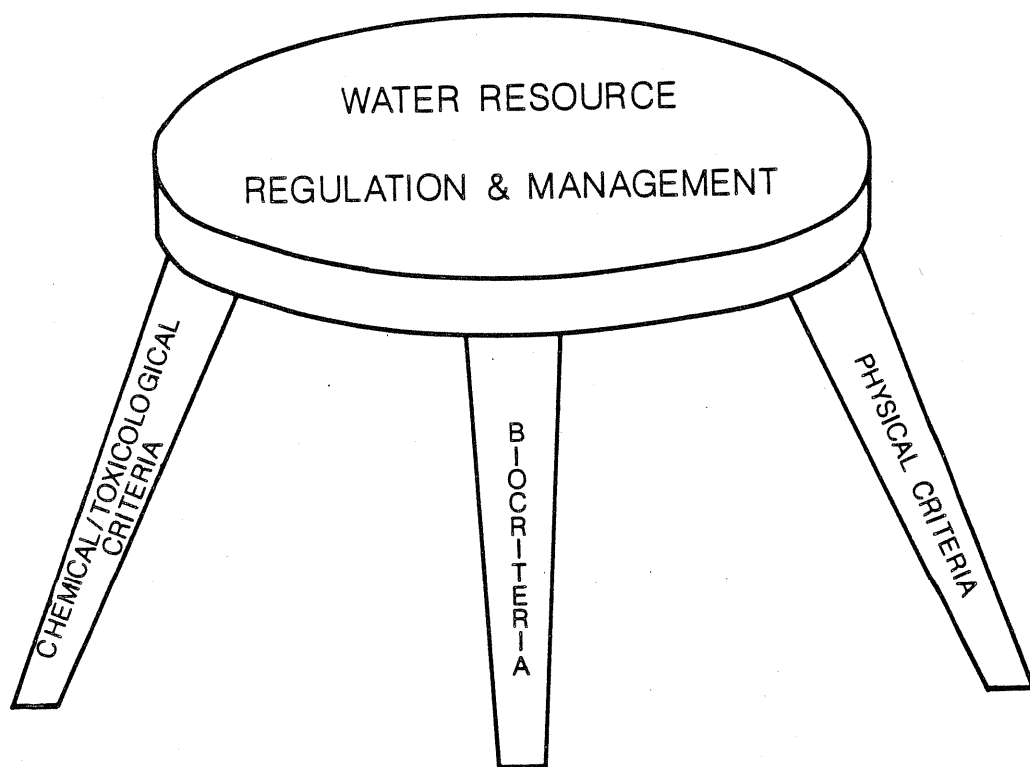 WATER RESOURCE
REGULATION & MANAGEMENT
CHEMICAL/TOXICOLOGICAL
CRITERIA
BIOCRITERIA
PHYSICAL CRITERIA